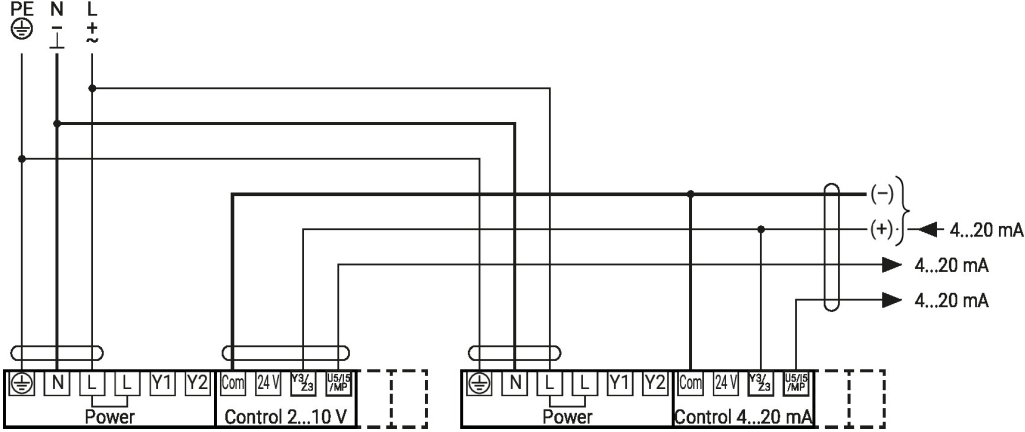 PE N L
– + ~
⊥
(–)
(+) 4...20 mA
4...20 mA
4...20 mA
N L L Y1 Y2 Com 24 V Y3/Z3 U5/I5/MP N L L Y1 Y2 Com 24 V Y3/Z3 U5/I5/MP
Power Control 2...10 V Power Control 4...20 mA